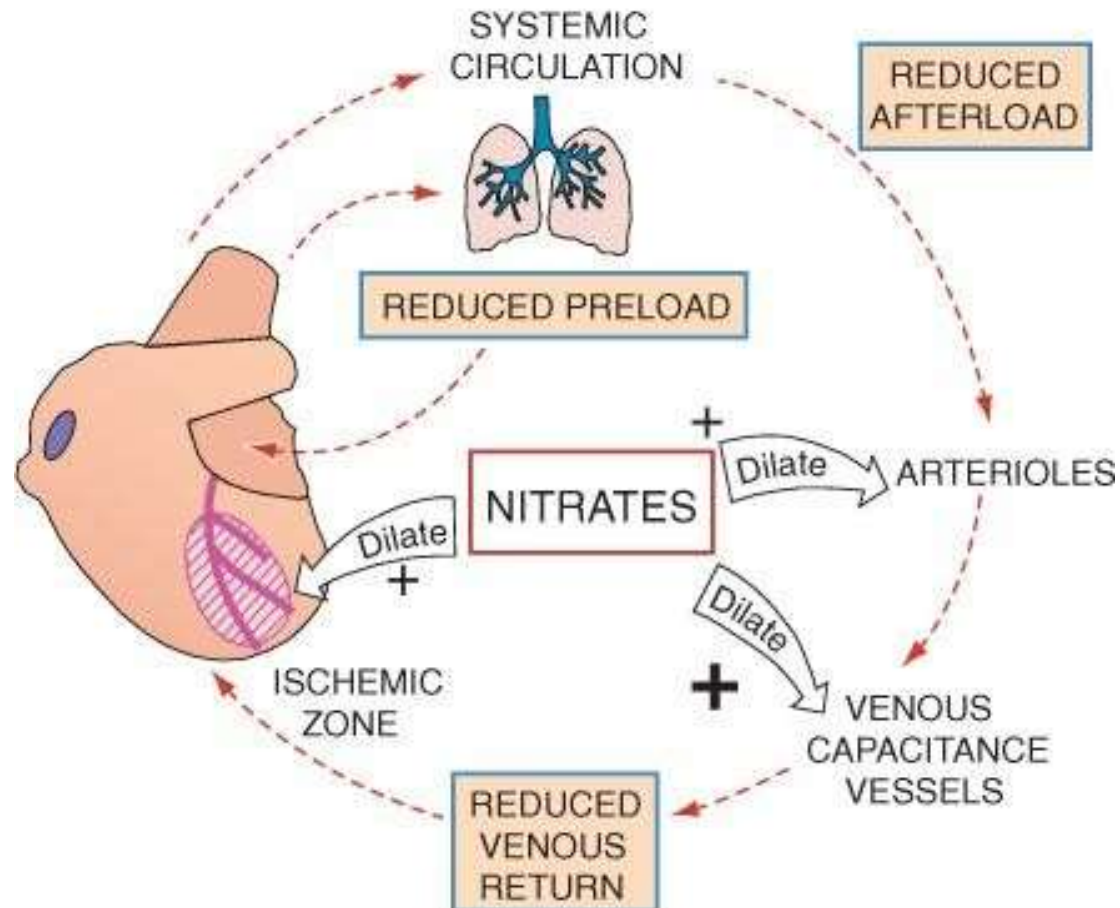 SYSTEMIC
CIRCULATION
REDUCED
AFTERLOAD
REDUCED PRELOAD
+
Dilate
ARTERIOLES
NITRATES
Dilate
+
Dilate
+
ISCHEMIC
ZONE
VENOUS
CAPACITANCE
VESSELS
REDUCED
VENOUS
RETURN